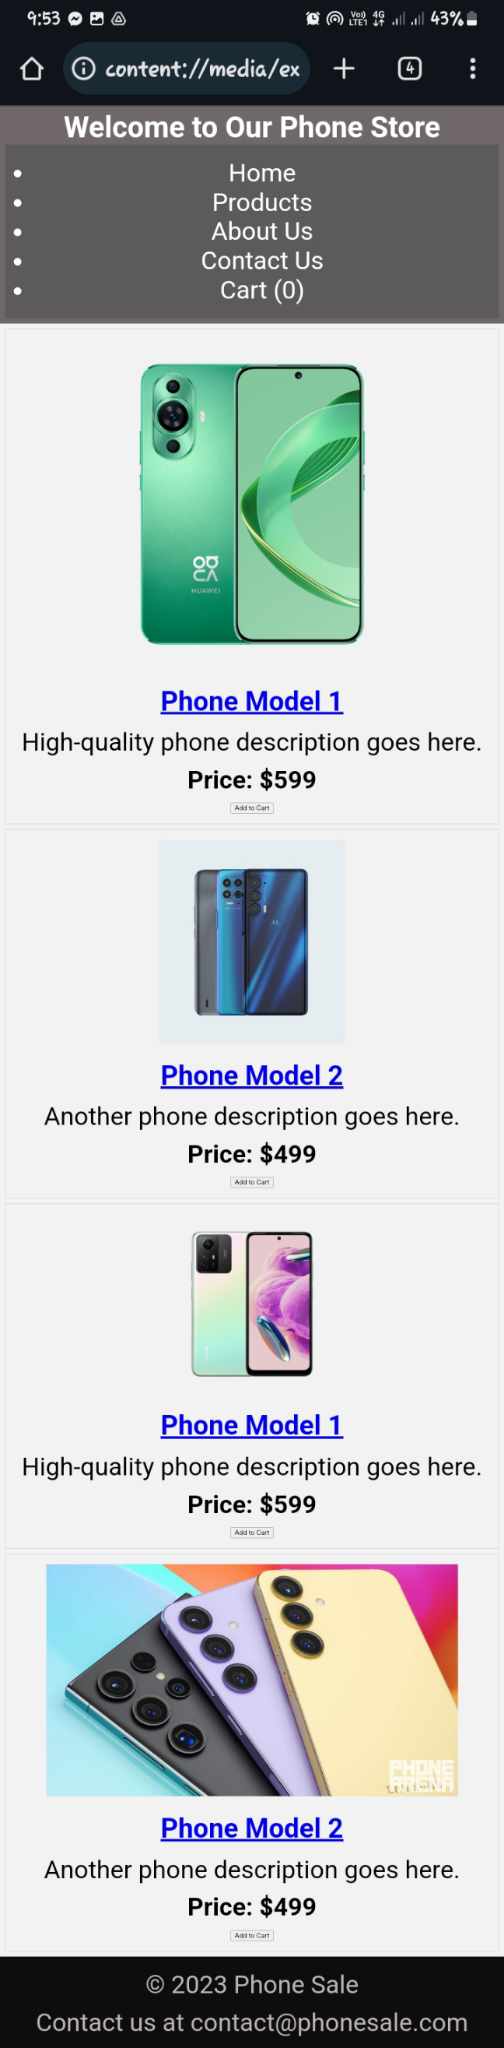 9:53
Vo) 4G
LTE1
43%
content://media/ex
4
Welcome to Our Phone Store
Home
Products
About Us
Contact Us
Cart (0)
HUAWEI
Phone Model 1
High-quality phone description goes here.
Price: $599
Add to Cart
Phone Model 2
Another phone description goes here.
Price: $499
Add to Cart
Phone Model 1
High-quality phone description goes here.
Price: $599
Add to Cart
PHONE
ARENA
Phone Model 2
Another phone description goes here.
Price: $499
Add to Cart
© 2023 Phone Sale
Contact us at contact@phonesale.com